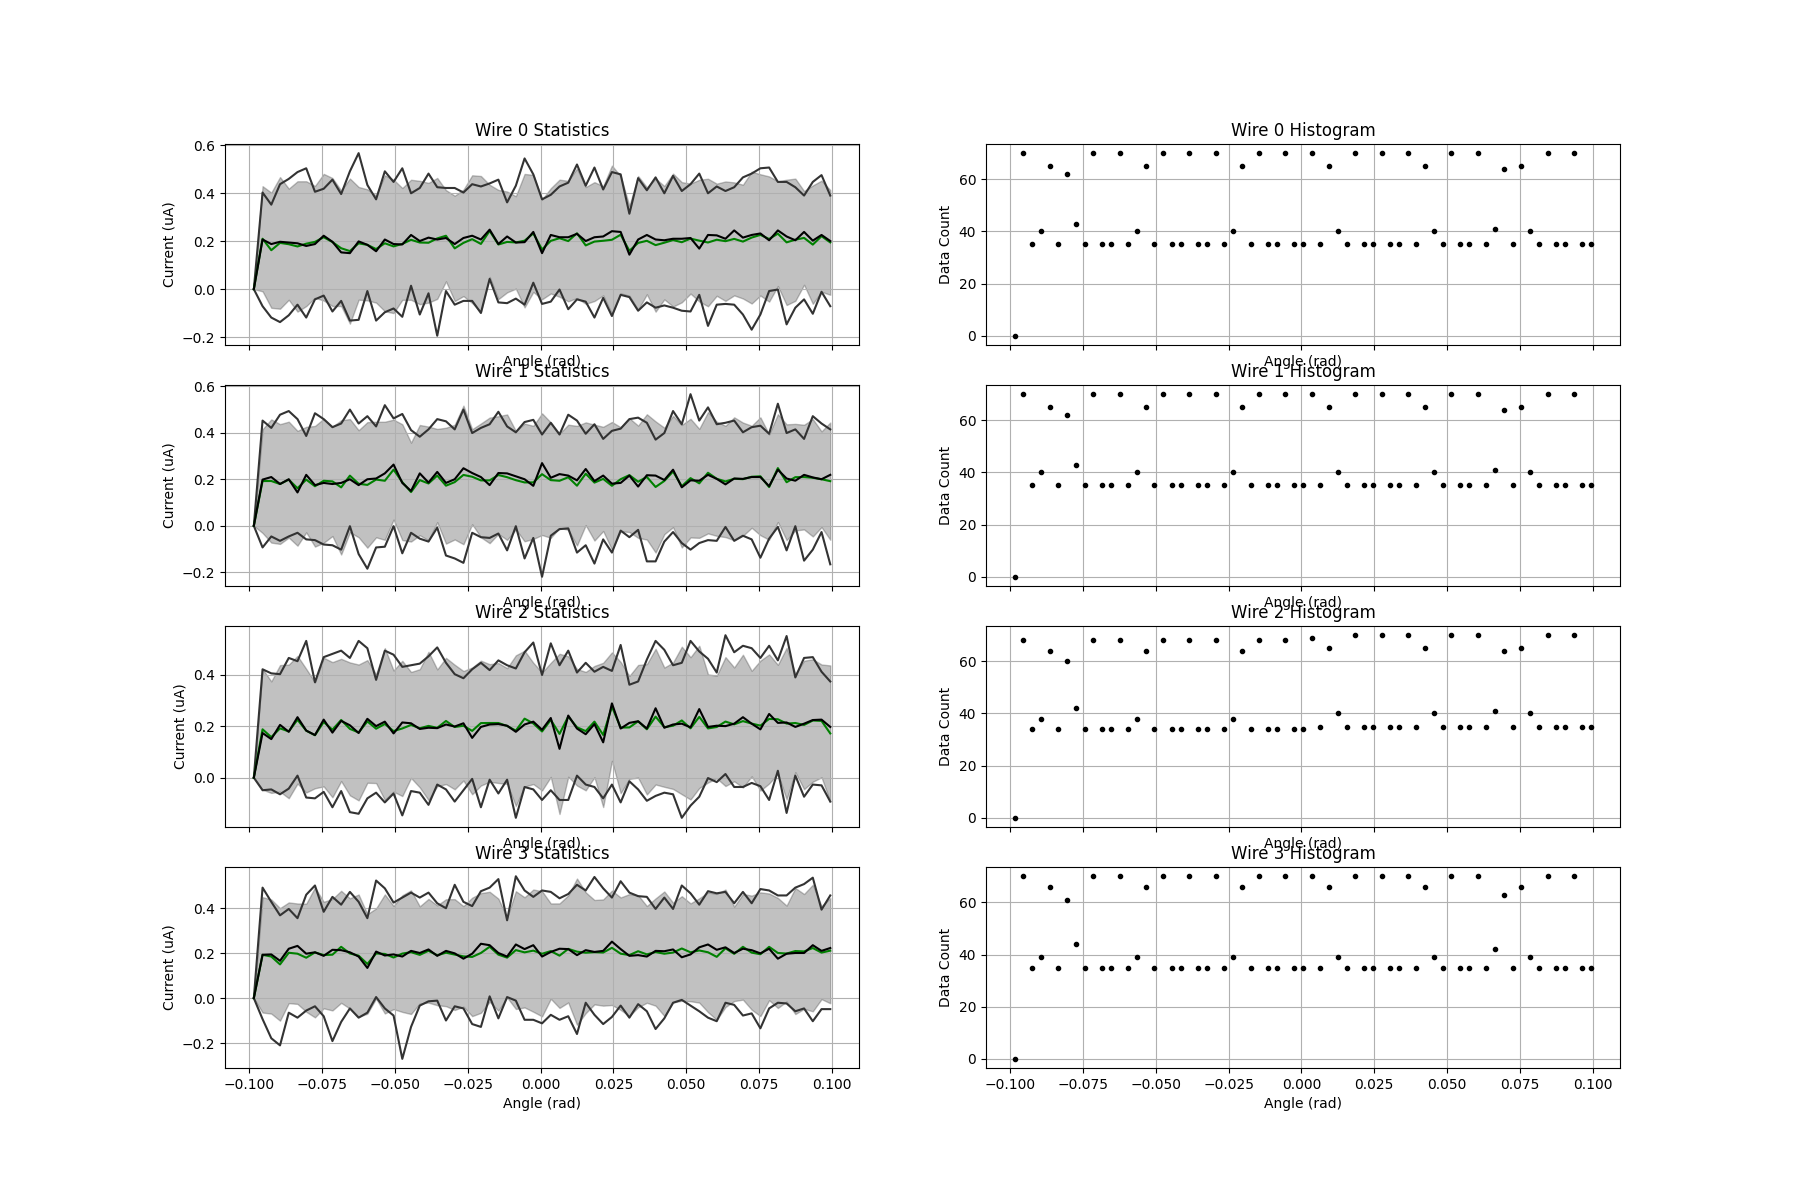 Wire 0 Statistics
0.6
0.4
0.2
0.0
−0.2
Current (uA)
Angle (rad)
Wire 0 Histogram
60
40
20
0
Data Count
Angle (rad)
Wire 1 Statistics
0.6
0.4
0.2
0.0
−0.2
Current (uA)
Angle (rad)
Wire 1 Histogram
60
40
20
0
Data Count
Angle (rad)
Wire 2 Statistics
0.4
0.2
0.0
Current (uA)
Angle (rad)
Wire 2 Histogram
60
40
20
0
Data Count
Angle (rad)
Wire 3 Statistics
0.4
0.2
0.0
−0.2
Current (uA)
−0.100 −0.075 −0.050 −0.025 0.000 0.025 0.050 0.075 0.100
Angle (rad)
Wire 3 Histogram
60
40
20
0
Data Count
−0.100 −0.075 −0.050 −0.025 0.000 0.025 0.050 0.075 0.100
Angle (rad)